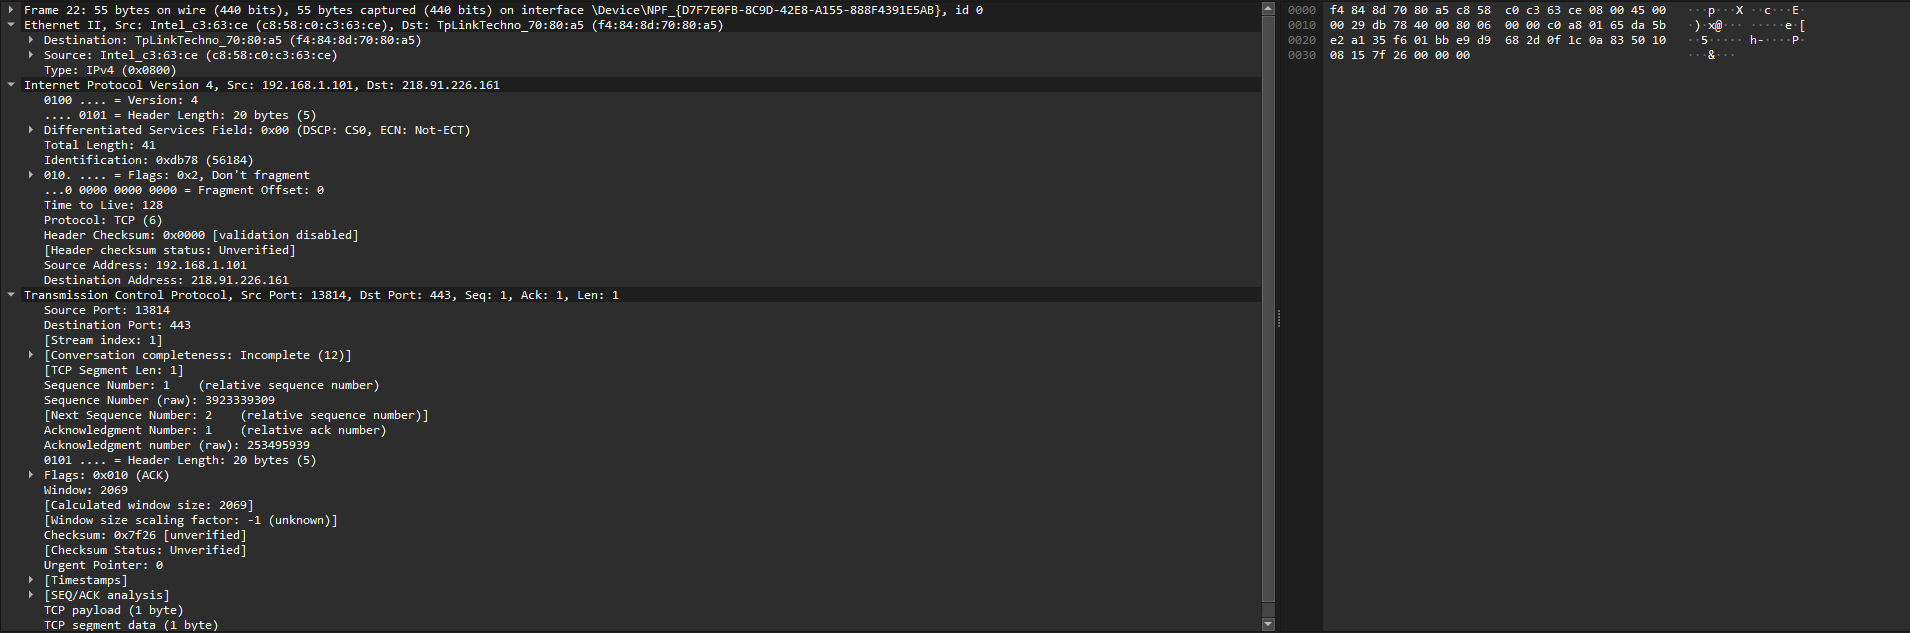 Frame 22: 55 bytes on wire (440 bits), 55 bytes captured (440 bits) on interface \Device\NPF_{D7F7E0FB-8C9D-42E8-A155-888F4391E5AB}, id 0
Ethernet II, Src: Intel_c3:63:ce (c8:58:c0:c3:63:ce), Dst: TpLinkTechno_70:80:a5 (f4:84:8d:70:80:a5)
Destination: TpLinkTechno_70:80:a5 (f4:84:8d:70:80:a5)
Source: Intel_c3:63:ce (c8:58:c0:c3:63:ce)
Type: IPv4 (0x0800)
Internet Protocol Version 4, Src: 192.168.1.101, Dst: 218.91.226.161
0100 .... = Version: 4
.... 0101 = Header Length: 20 bytes (5)
Differentiated Services Field: 0x00 (DSCP: CS0, ECN: Not-ECT)
Total Length: 41
Identification: 0xdb78 (56184)
010. .... = Flags: 0x2, Don't fragment
...0 0000 0000 0000 = Fragment Offset: 0
Time to Live: 128
Protocol: TCP (6)
Header Checksum: 0x0000 [validation disabled]
[Header checksum status: Unverified]
Source Address: 192.168.1.101
Destination Address: 218.91.226.161
Transmission Control Protocol, Src Port: 13814, Dst Port: 443, Seq: 1, Ack: 1, Len: 1
Source Port: 13814
Destination Port: 443
[Stream index: 1]
[Conversation completeness: Incomplete (12)]
[TCP Segment Len: 1]
Sequence Number: 1    (relative sequence number)
Sequence Number (raw): 3923339309
[Next Sequence Number: 2    (relative sequence number)]
Acknowledgment Number: 1    (relative ack number)
Acknowledgment number (raw): 253495939
0101 .... = Header Length: 20 bytes (5)
Flags: 0x010 (ACK)
Window: 2069
[Calculated window size: 2069]
[Window size scaling factor: -1 (unknown)]
Checksum: 0x7f26 [unverified]
[Checksum Status: Unverified]
Urgent Pointer: 0
[Timestamps]
[SEQ/ACK analysis]
TCP payload (1 byte)
TCP segment data (1 byte)
0000 f4 84 8d 70 80 a5 c8 58 c0 c3 63 ce 08 00 45 00 ···p···X ··c···E·
0010 00 29 db 78 40 00 80 06 00 00 c0 a8 01 65 da 5b ·)·x@··· ·····e·[
0020 e2 a1 35 f6 01 bb e9 d9 68 2d 0f 1c 0a 83 50 10 ··5····· h-····P·
0030 08 15 7f 26 00 00 00 ···&···